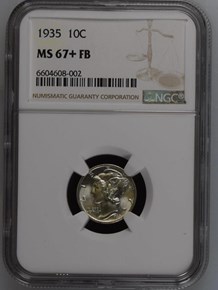 1935 10C
MS 67+ FB
6604608-002
NUMISMATIC GUARANTY CORPORATION
NGC